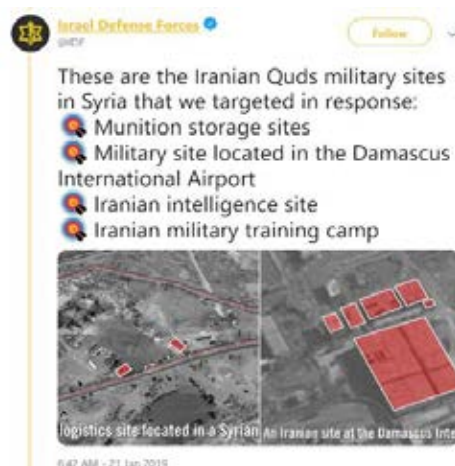 Israel Defense Forces
@IDF
Follow
These are the Iranian Quds military sites
in Syria that we targeted in response:
Munition storage sites
Military site located in the Damascus
International Airport
Iranian intelligence site
Iranian military training camp
logistics site located in a Syrian
An Iranian site at the Damascus Inte
6:42 AM - 21 Jan 2019